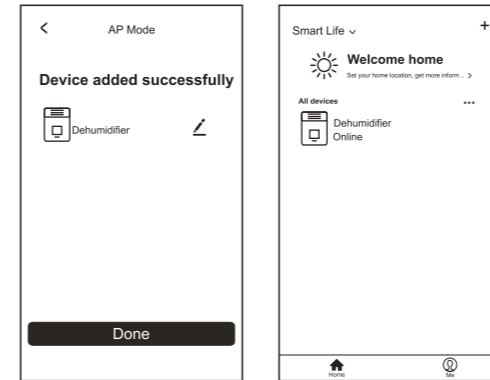 AP Mode
Device added successfully
Dehumidifier
Done
Smart Life
+
Welcome home
Set your home location, get more inform...
All devices
...
Dehumidifier
Online
Home
Me